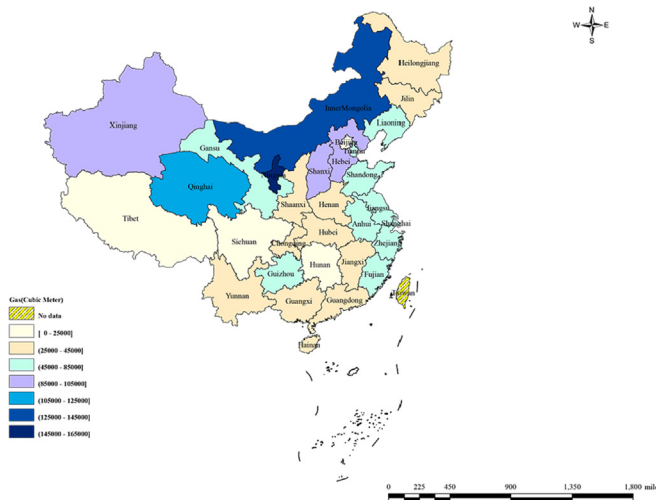 N
W E
S
Heilongjiang
Jilin
InnerMongolia
Liaoning
Xinjiang
Beijing
Gansu
Hebei
Shanxi
Shandong
Qinghai
Shaanxi
Henan
Jiangsu
Tibet
Anhui
Shanghai
Hubei
Sichuan
Chongqing
Zhejiang
Hunan
Jiangxi
Guizhou
Fujian
Yunnan
Guangxi
Guangdong
Taiwan
Hainan
Gas(Cubic Meter)
No data
[ 0 - 25000]
(25000 - 45000]
(45000 - 85000]
(85000 - 105000]
(105000 - 125000]
(125000 - 145000]
(145000 - 165000]
0 225 450 900 1,350 1,800